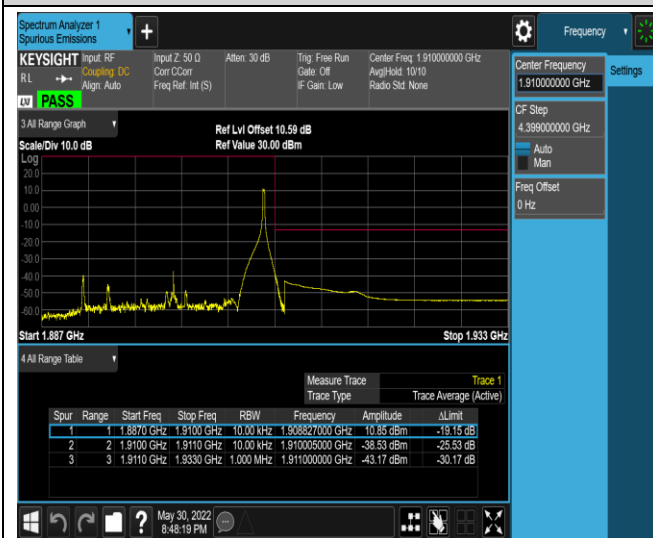 Spectrum Analyzer 1
Spurious Emissions
+
Frequency
KEYSIGHT Input: RF Input Z: 50 Ω Atten: 30 dB Trig: Free Run Center Freq: 1.910000000 GHz
RL Coupling: DC Corr CCorr Gate: Off Avg|Hold: 10/10
Align: Auto Freq Ref: Int (S) IF Gain: Low Radio Std: None
LXI PASS
Center Frequency
1.910000000 GHz
Settings
CF Step
4.399000000 GHz
Auto
Man
Freq Offset
0 Hz
3 All Range Graph
Ref Lvl Offset 10.59 dB
Scale/Div 10.0 dB Ref Value 30.00 dBm
Log
20.0
10.0
0.00
-10.0
-20.0
-30.0
-40.0
-50.0
-60.0
Start 1.887 GHz Stop 1.933 GHz
4 All Range Table
Measure Trace Trace 1
Trace Type Trace Average (Active)
Spur Range Start Freq Stop Freq RBW Frequency Amplitude ΔLimit
1 1 1.8870 GHz 1.9100 GHz 10.00 kHz 1.908827000 GHz 10.85 dBm -19.15 dB
2 2 1.9100 GHz 1.9110 GHz 10.00 kHz 1.910005000 GHz -38.53 dBm -25.53 dB
3 3 1.9110 GHz 1.9330 GHz 1.000 MHz 1.911000000 GHz -43.17 dBm -30.17 dB
?
May 30, 2022
8:48:19 PM